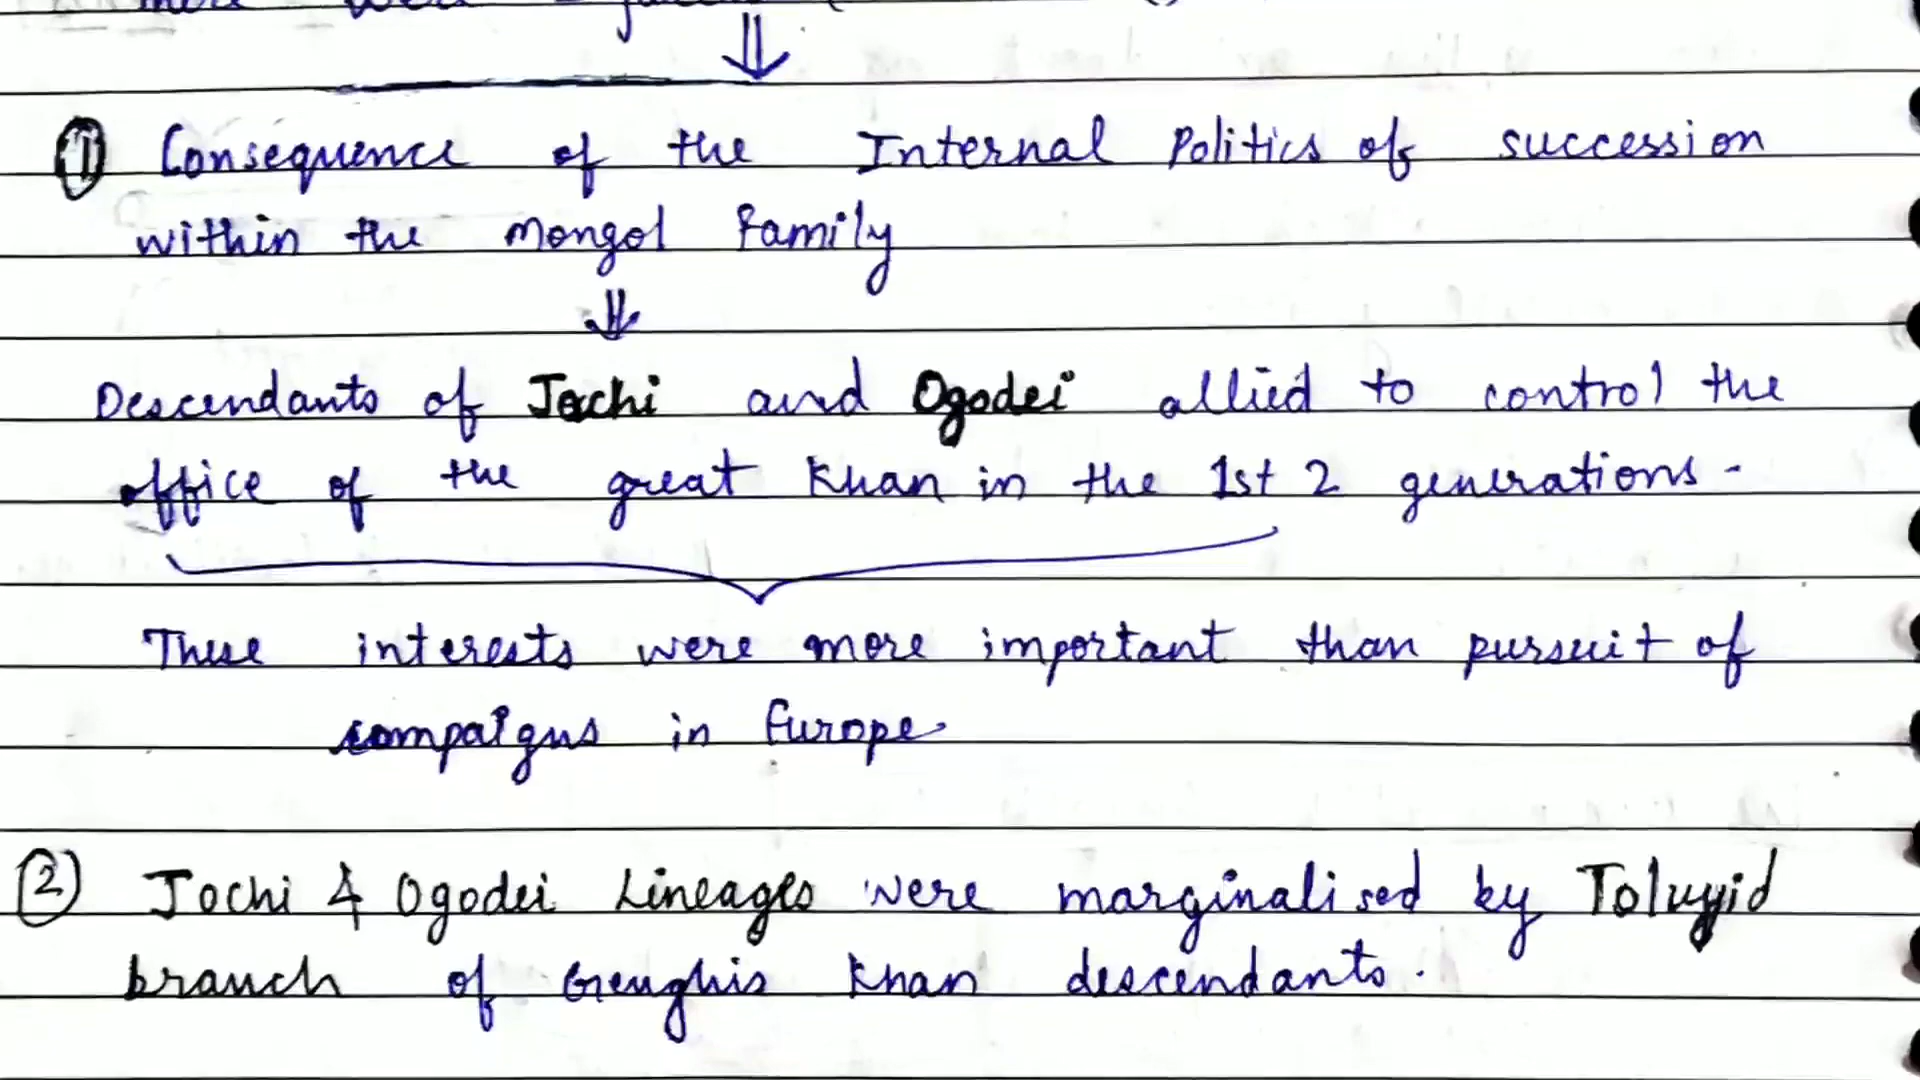 ① Consequence of the Internal Politics of succession
within the Mongol Family
⇓
Descendants of Jochi and Ogodei allied to control the
office of the great Khan in the 1st 2 generations -
These interests were more important than pursuit of
campaigns in Europe
② Jochi & Ogodei Lineages were marginalised by Toluyid
branch of Genghis Khan descendants.